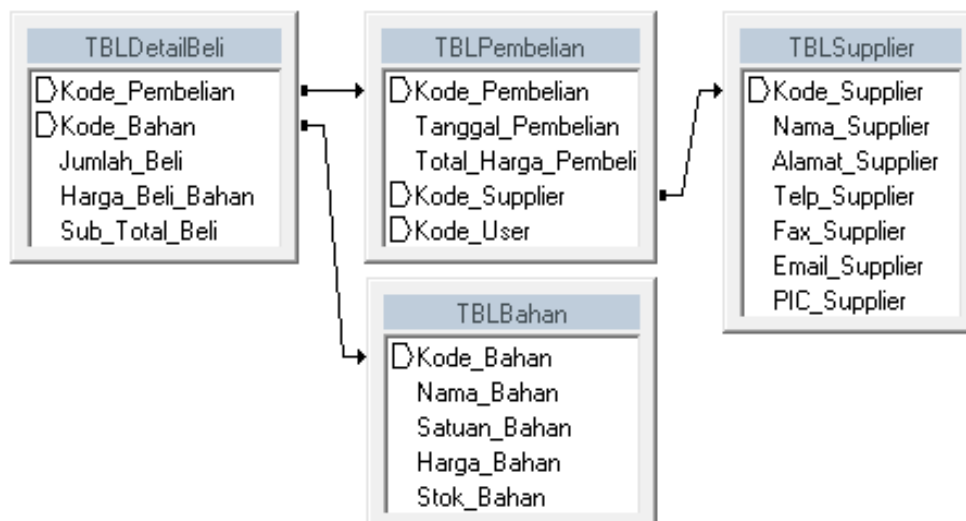 TBLDetailBeli
Kode_Pembelian
Kode_Bahan
Jumlah_Beli
Harga_Beli_Bahan
Sub_Total_Beli
TBLPembelian
Kode_Pembelian
Tanggal_Pembelian
Total_Harga_Pembeli
Kode_Supplier
Kode_User
TBLSupplier
Kode_Supplier
Nama_Supplier
Alamat_Supplier
Telp_Supplier
Fax_Supplier
Email_Supplier
PIC_Supplier
TBLBahan
Kode_Bahan
Nama_Bahan
Satuan_Bahan
Harga_Bahan
Stok_Bahan